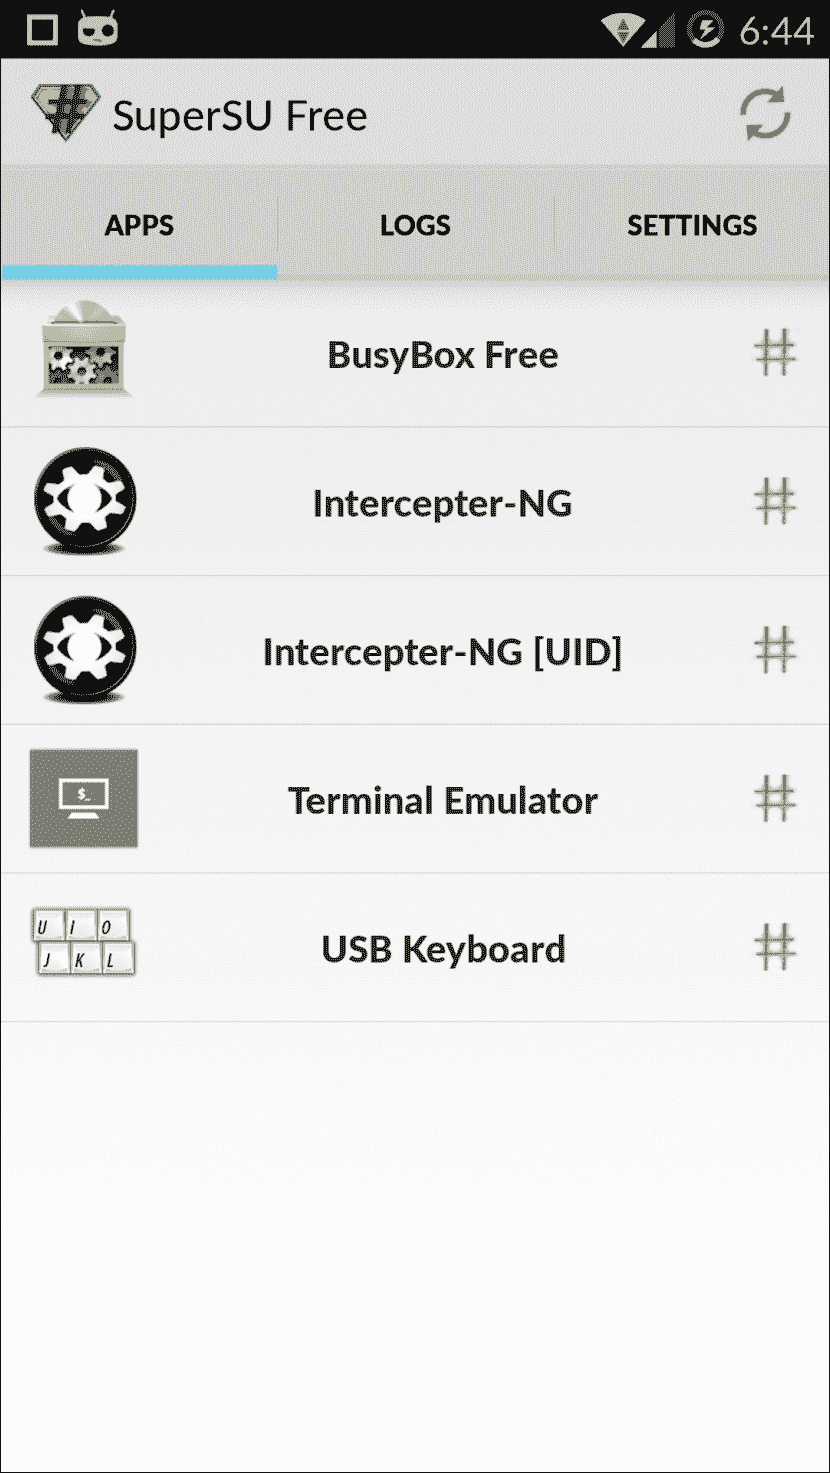 6:44
SuperSU Free
APPS LOGS SETTINGS
BusyBox Free #
Intercepter-NG #
Intercepter-NG [UID] #
$_
Terminal Emulator #
U I O
J K L
USB Keyboard #